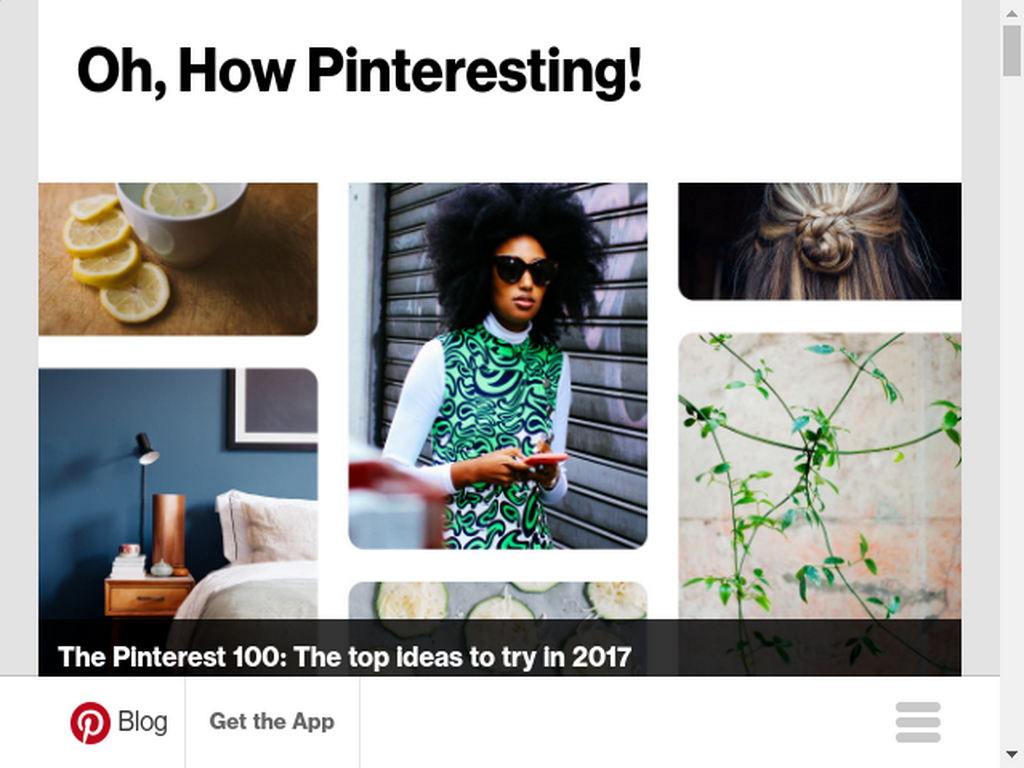 Oh, How Pinteresting!
The Pinterest 100: The top ideas to try in 2017
Blog
Get the App